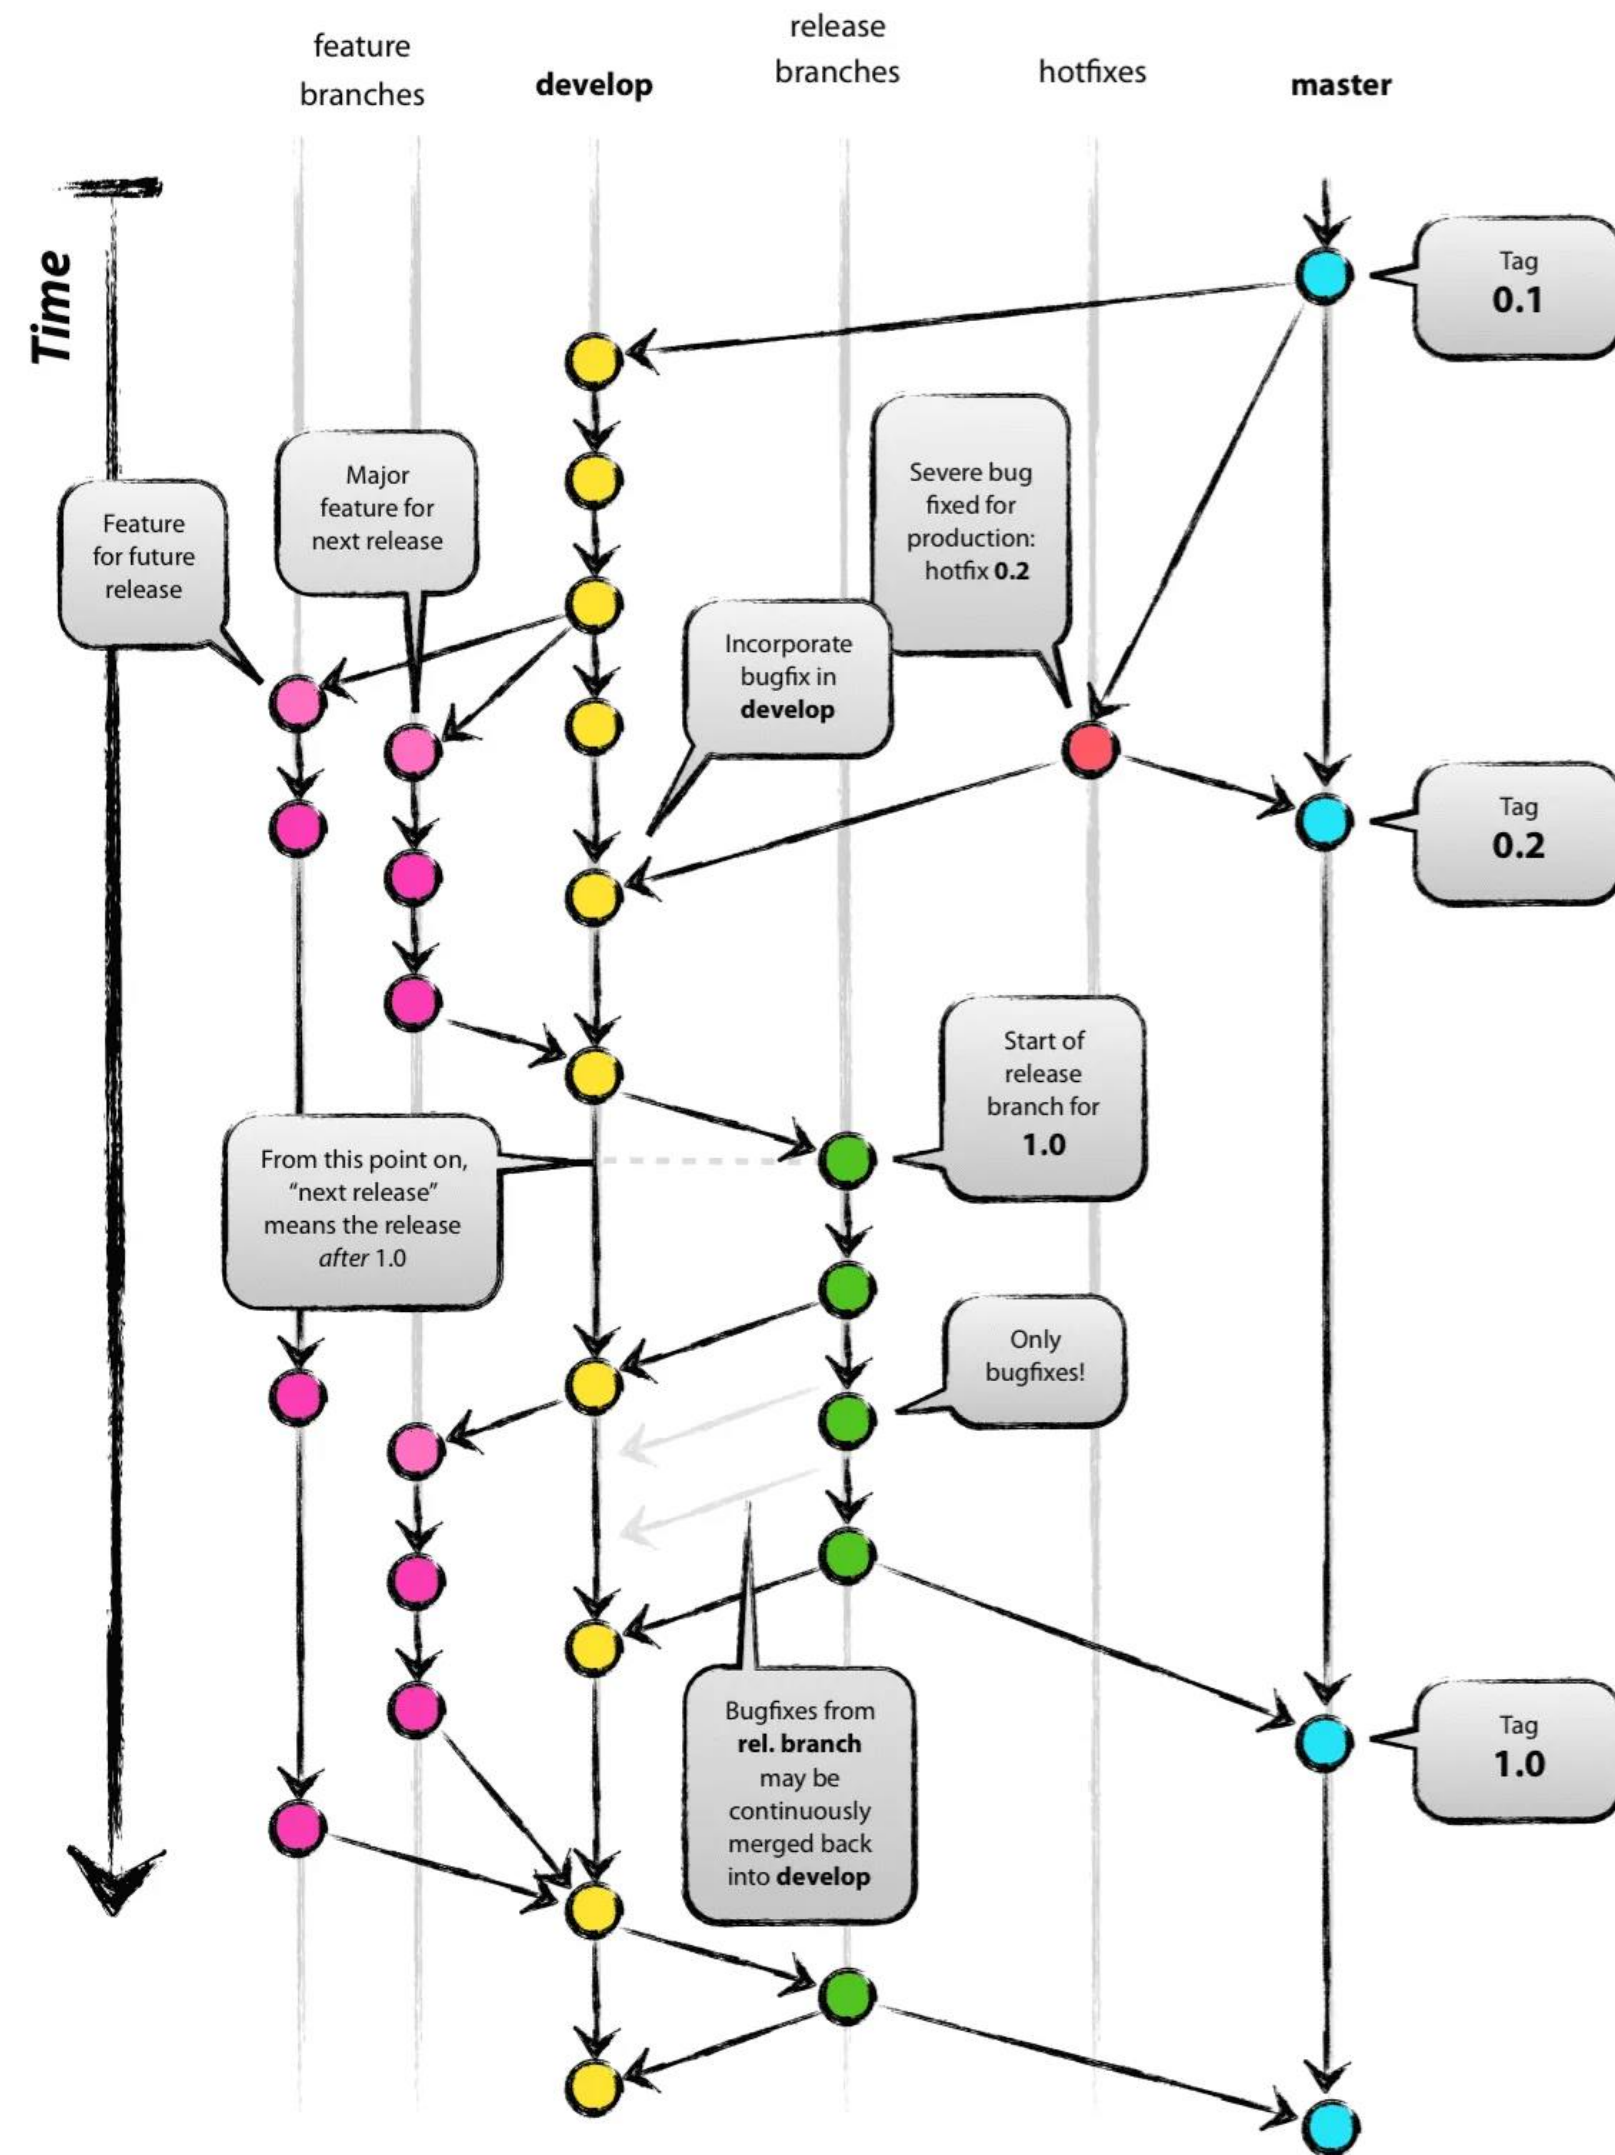 feature
branches
develop
release
branches
hotfixes
master
Time
Tag
0.1
Feature
for future
release
Major
feature for
next release
Severe bug
fixed for
production:
hotfix 0.2
Incorporate
bugfix in
develop
Tag
0.2
Start of
release
branch for
1.0
From this point on,
“next release”
means the release
after 1.0
Only
bugfixes!
Bugfixes from
rel. branch
may be
continuously
merged back
into develop
Tag
1.0